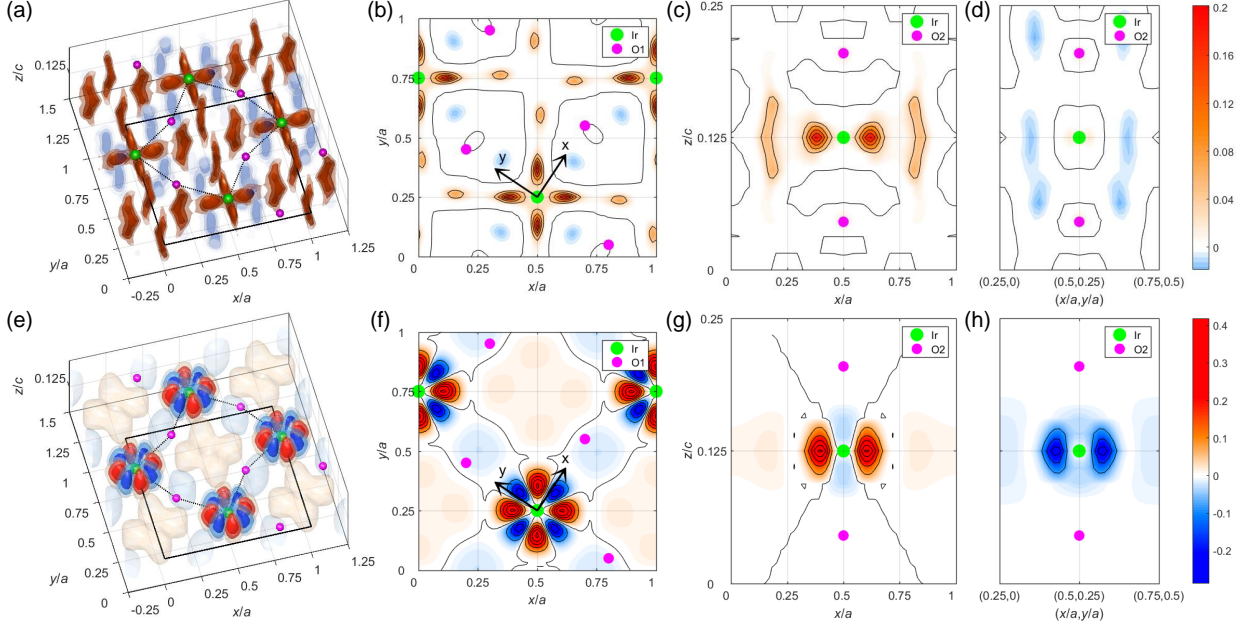 (a)
z/c
0.125
0
1.5
1.25
1
0.75
0.5
0.25
0
y/a
-0.25
0
0.25
0.5
0.75
1
1.25
x/a
(b)
1
0.75
0.5
0.25
0
y/a
Ir
O1
y
x
0
0.25
0.5
0.75
1
x/a
(c)
0.25
0.125
0
z/c
Ir
O2
0
0.25
0.5
0.75
1
x/a
(d)
Ir
O2
(0.25,0)
(0.5,0.25)
(0.75,0.5)
(x/a,y/a)
0.2
0.16
0.12
0.08
0.04
0
(e)
z/c
0.125
0
1.5
1.25
1
0.75
0.5
0.25
0
y/a
-0.25
0
0.25
0.5
0.75
1
1.25
x/a
(f)
1
0.75
0.5
0.25
0
y/a
Ir
O1
y
x
0
0.25
0.5
0.75
1
x/a
(g)
0.25
0.125
0
z/c
Ir
O2
0
0.25
0.5
0.75
1
x/a
(h)
Ir
O2
(0.25,0)
(0.5,0.25)
(0.75,0.5)
(x/a,y/a)
0.4
0.3
0.2
0.1
0
-0.1
-0.2